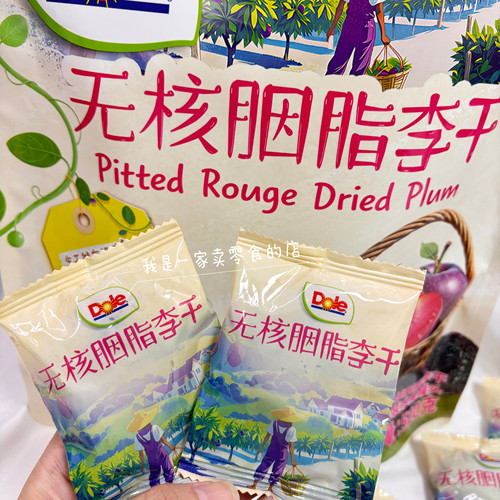 无核胭脂李干
Pitted Rouge Dried Plum
我是一家卖零食的店
Dole
无核胭脂李干
Dole
无核胭脂李干